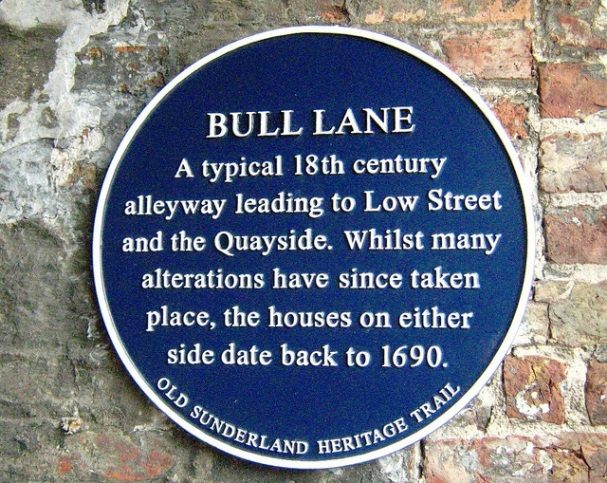 BULL LANE
A typical 18th century
alleyway leading to Low Street
and the Quayside. Whilst many
alterations have since taken
place, the houses on either
side date back to 1690.
OLD SUNDERLAND HERITAGE TRAIL